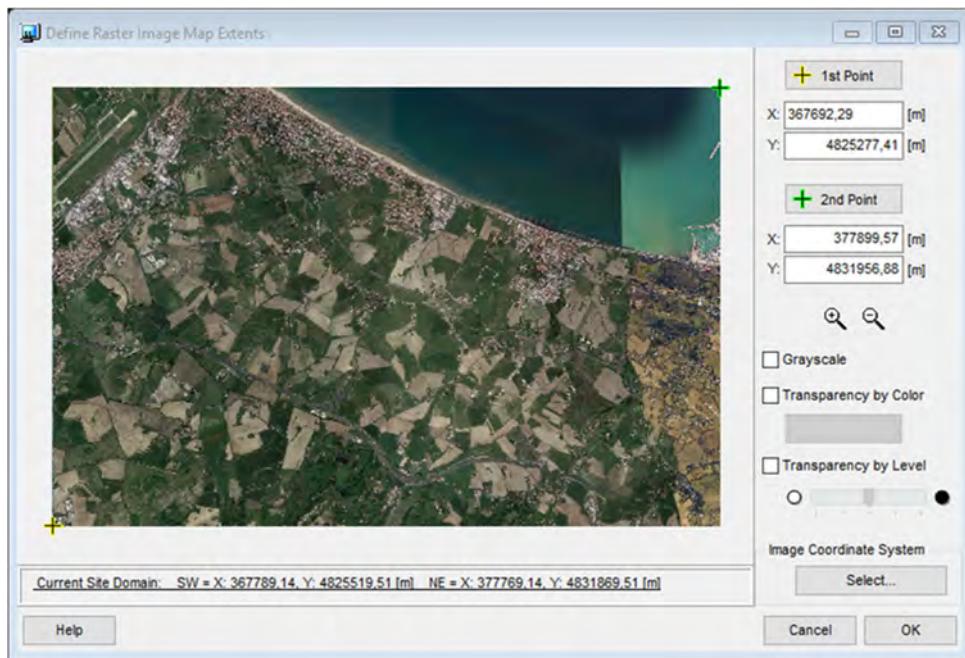 Define Raster Image Map Extents
1st Point
X: 367692,29 [m]
Y: 4825277,41 [m]
2nd Point
X: 377899,57 [m]
Y: 4831956,88 [m]
Grayscale
Transparency by Color
Transparency by Level
Image Coordinate System
Select...
Current Site Domain: SW = X: 367789,14, Y: 4825519,51 [m] NE = X: 377769,14, Y: 4831869,51 [m]
Help
Cancel
OK